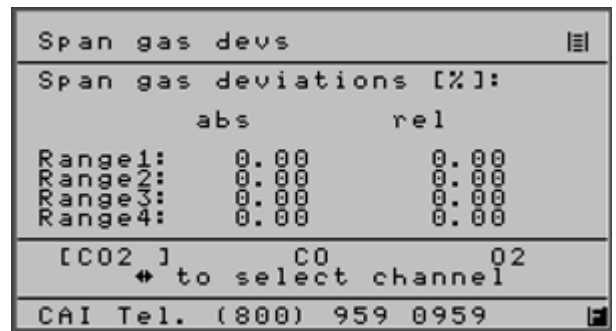 Span gas devs
Span gas deviations [%]:
abs rel
Range1: 0.00 0.00
Range2: 0.00 0.00
Range3: 0.00 0.00
Range4: 0.00 0.00
[CO2 ] CO O2
↔ to select channel
CAI Tel. (800) 959 0959